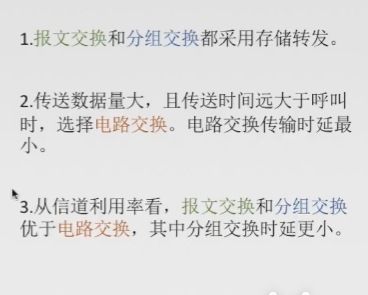 1.报文交换和分组交换都采用存储转发。
2.传送数据量大，且传送时间远大于呼叫
时，选择电路交换。电路交换传输时延最
小。
3.从信道利用率看，报文交换和分组交换
优于电路交换，其中分组交换时延更小。